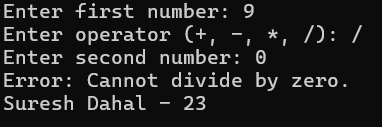 Enter first number: 9
Enter operator (+, -, *, /): /
Enter second number: 0
Error: Cannot divide by zero.
Suresh Dahal - 23